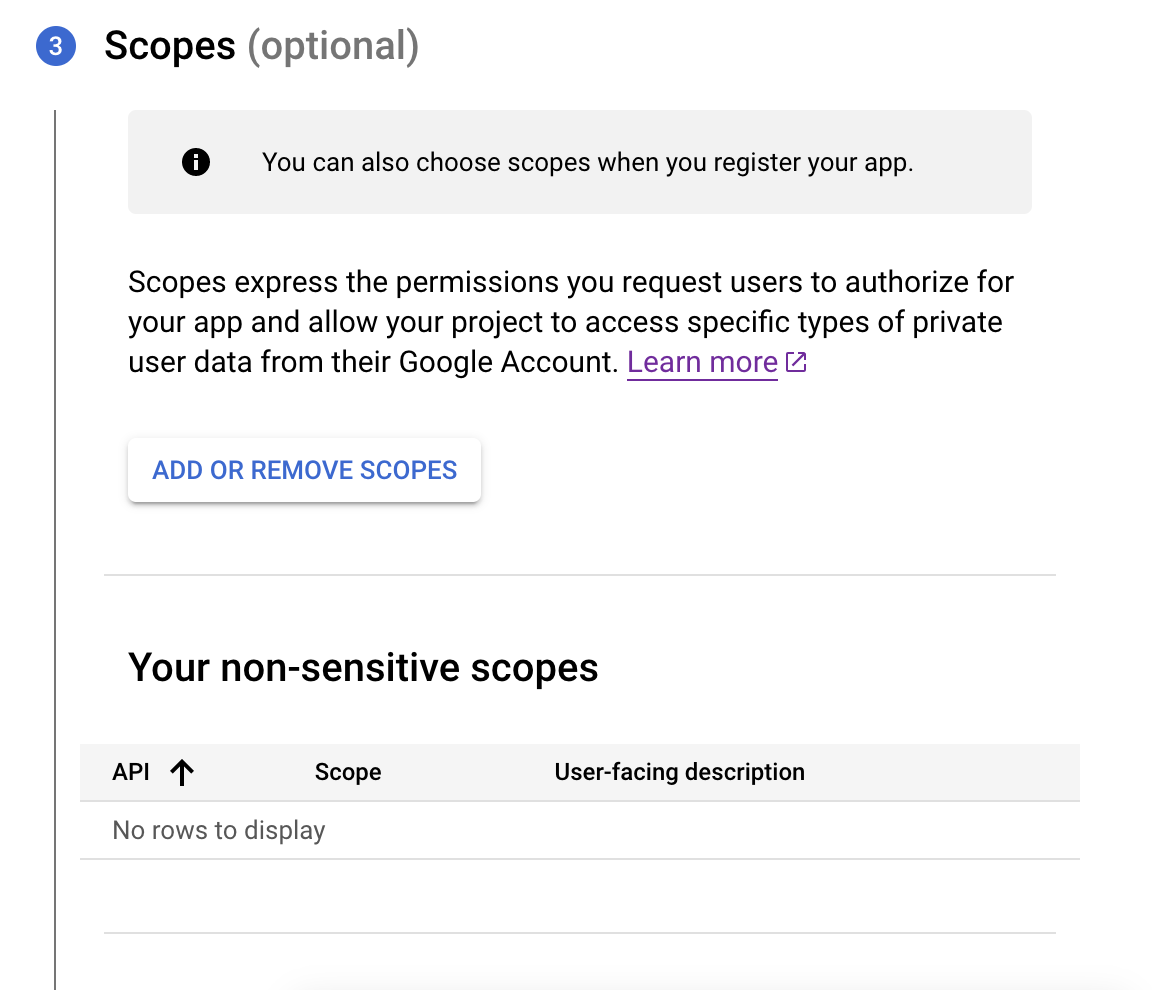 3 Scopes (optional)
You can also choose scopes when you register your app.
Scopes express the permissions you request users to authorize for
your app and allow your project to access specific types of private
user data from their Google Account. Learn more
ADD OR REMOVE SCOPES
Your non-sensitive scopes
API Scope User-facing description
No rows to display